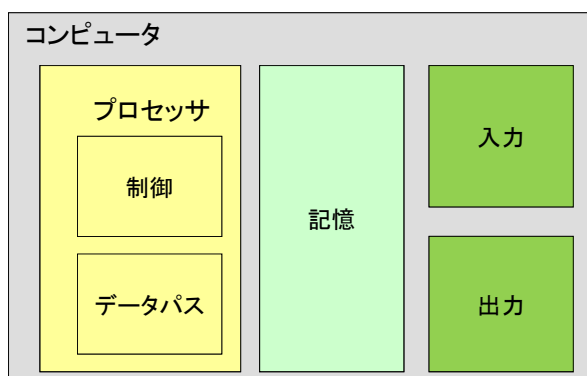 コンピュータ
プロセッサ
制御
データパス
記憶
入力
出力